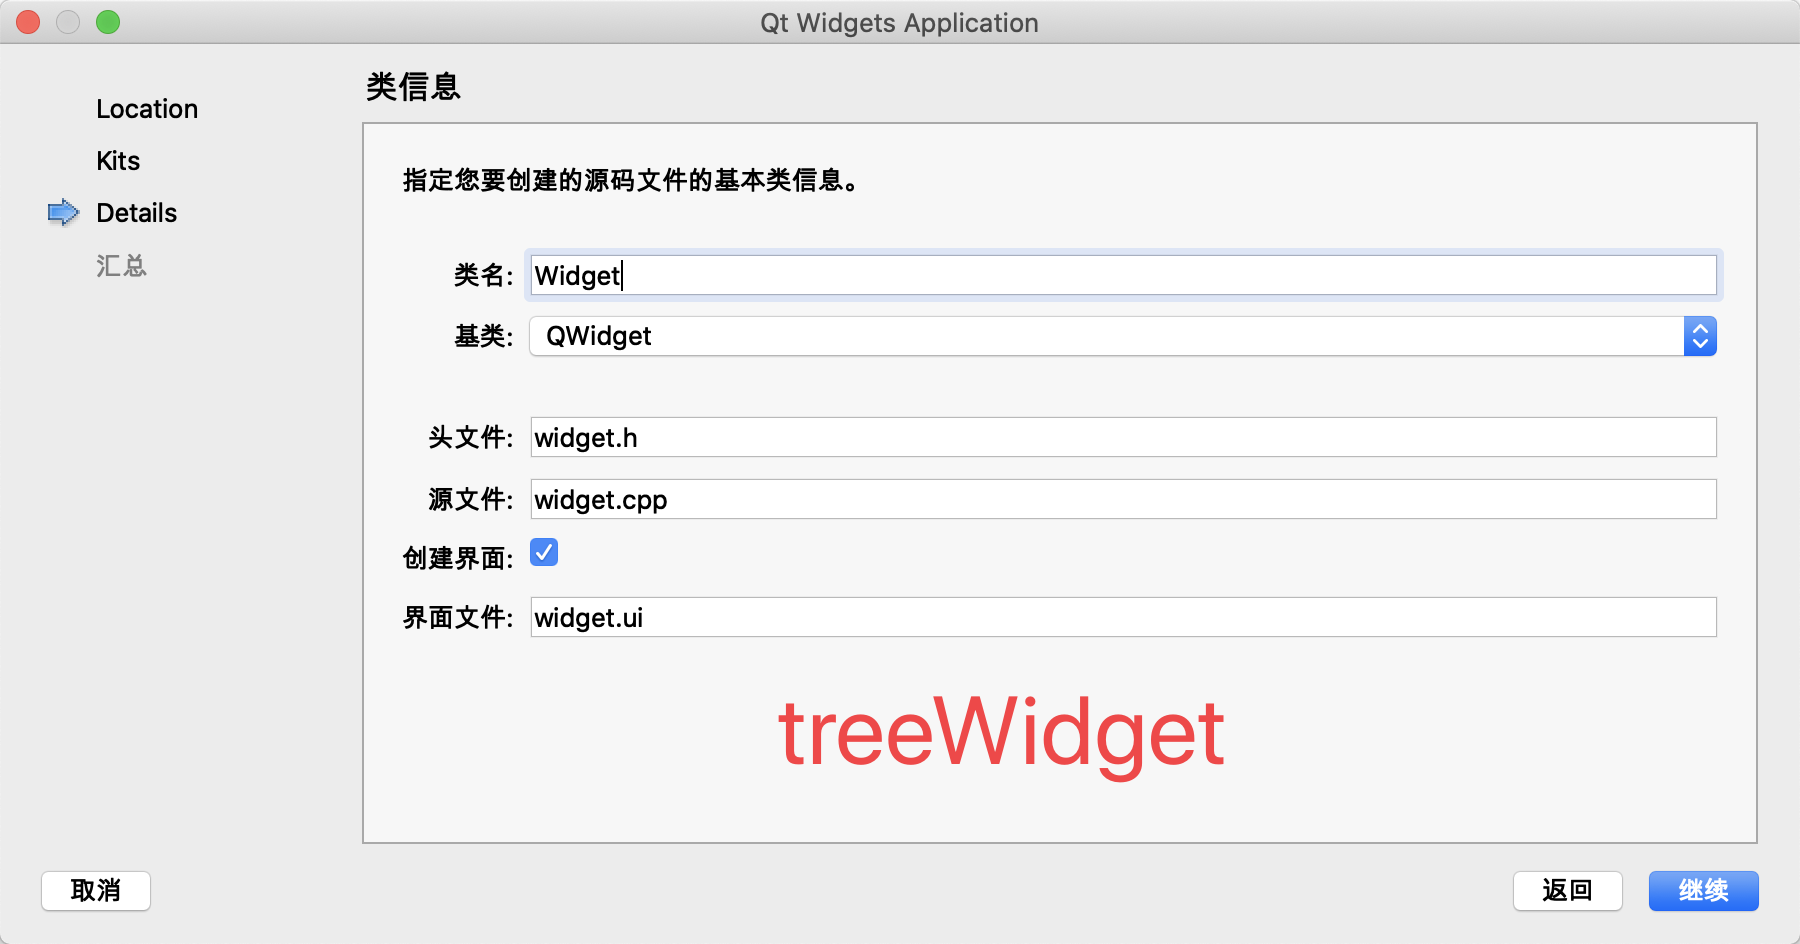 Qt Widgets Application
Location
Kits
Details
汇总
类信息
指定您要创建的源码文件的基本类信息。
类名: Widget
基类: QWidget
头文件: widget.h
源文件: widget.cpp
创建界面:
界面文件: widget.ui
treeWidget
取消
返回
继续